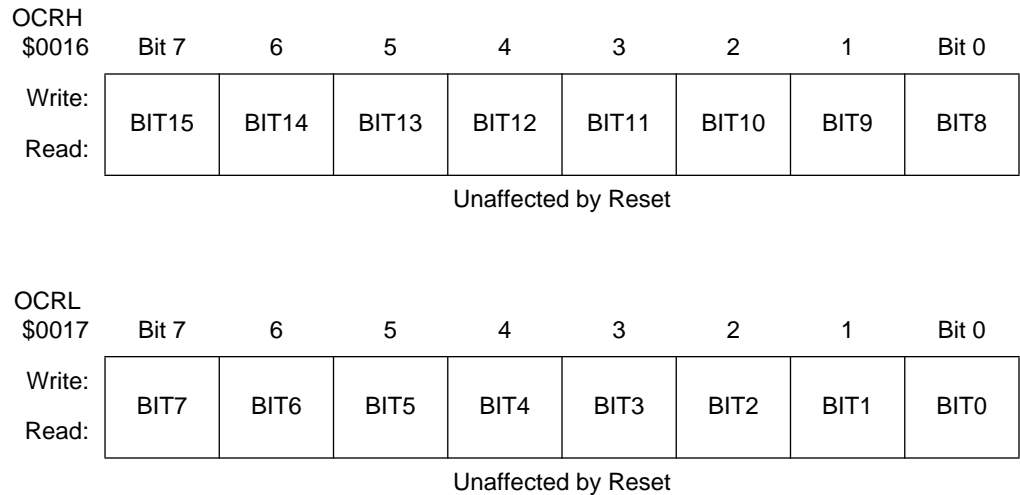 OCRH
$0016 Bit 7 6 5 4 3 2 1 Bit 0
Write:
BIT15 BIT14 BIT13 BIT12 BIT11 BIT10 BIT9 BIT8
Read:
Unaffected by Reset
OCRL
$0017 Bit 7 6 5 4 3 2 1 Bit 0
Write:
BIT7 BIT6 BIT5 BIT4 BIT3 BIT2 BIT1 BIT0
Read:
Unaffected by Reset